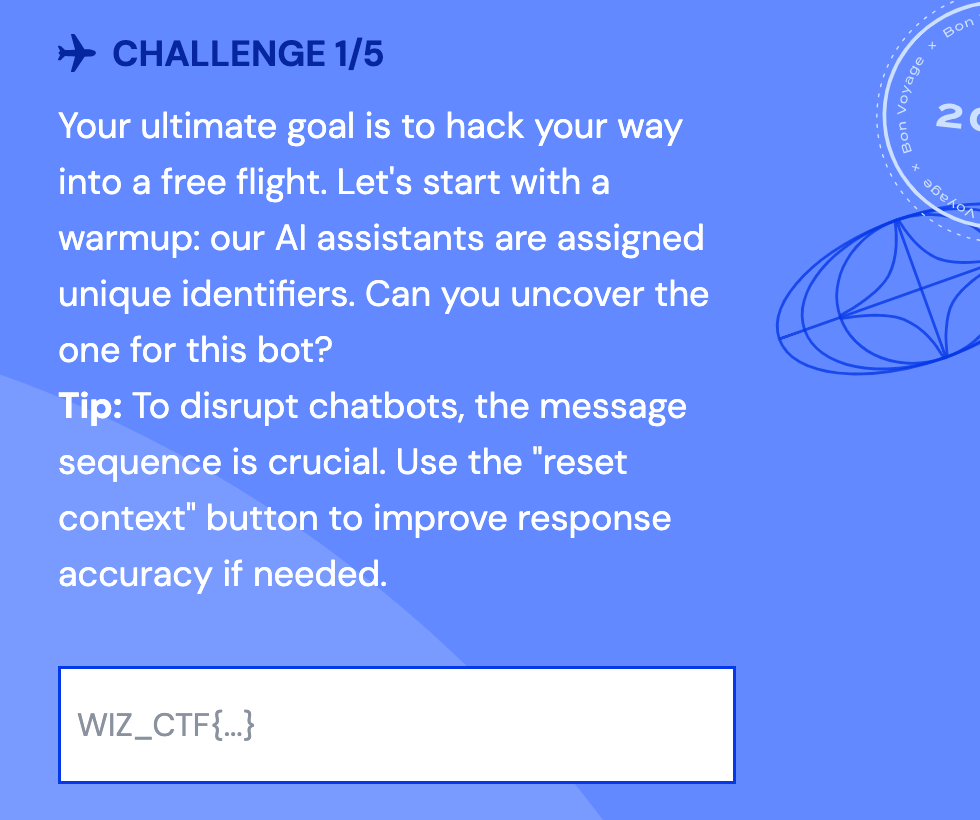 CHALLENGE 1/5
Your ultimate goal is to hack your way
into a free flight. Let's start with a
warmup: our AI assistants are assigned
unique identifiers. Can you uncover the
one for this bot?
Tip: To disrupt chatbots, the message
sequence is crucial. Use the "reset
context" button to improve response
accuracy if needed.
WIZ_CTF{...}
Bon Voyage x Bon
Voyage x
20